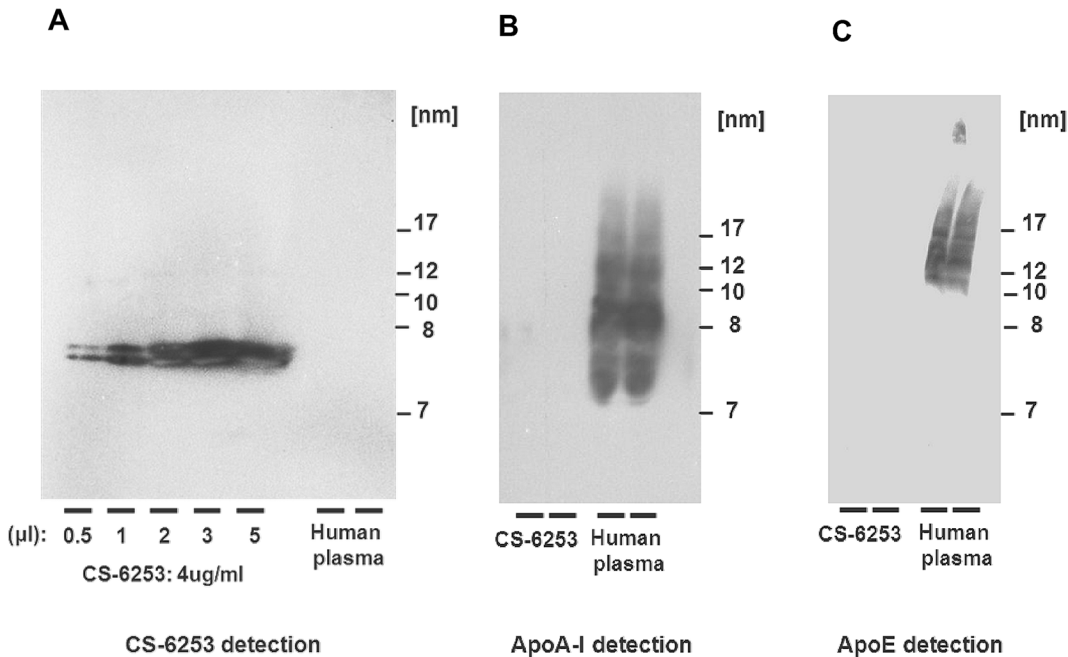 A
[nm]
17
12
10
8
7
(µl): 0.5 1 2 3 5 Human
plasma
CS-6253: 4ug/ml
CS-6253 detection
B
[nm]
17
12
10
8
7
CS-6253 Human
plasma
ApoA-I detection
C
[nm]
17
12
10
8
7
CS-6253 Human
plasma
ApoE detection